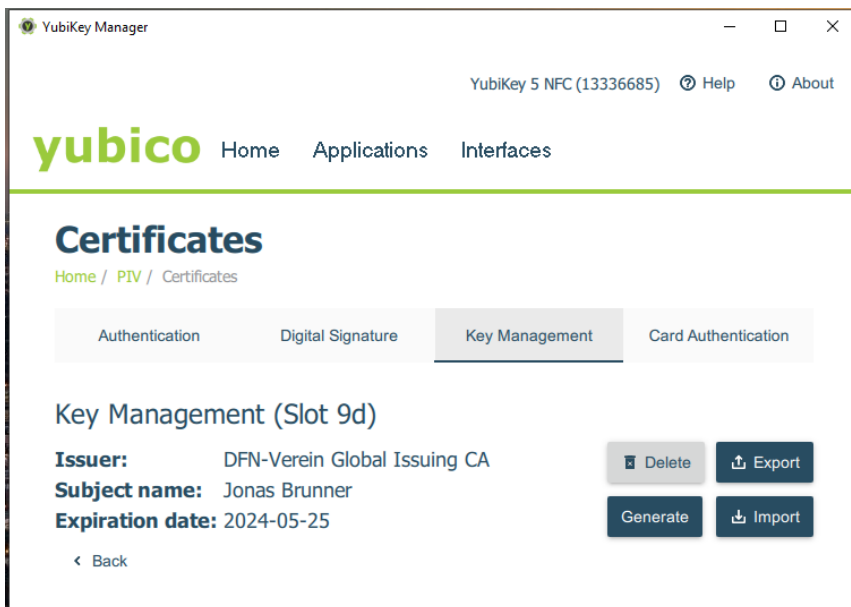 YubiKey Manager
YubiKey 5 NFC (13336685) Help About
yubico Home Applications Interfaces
Certificates
Home / PIV / Certificates
Authentication Digital Signature Key Management Card Authentication
Key Management (Slot 9d)
Issuer: DFN-Verein Global Issuing CA
Delete Export
Subject name: Jonas Brunner
Expiration date: 2024-05-25
Generate Import
Back